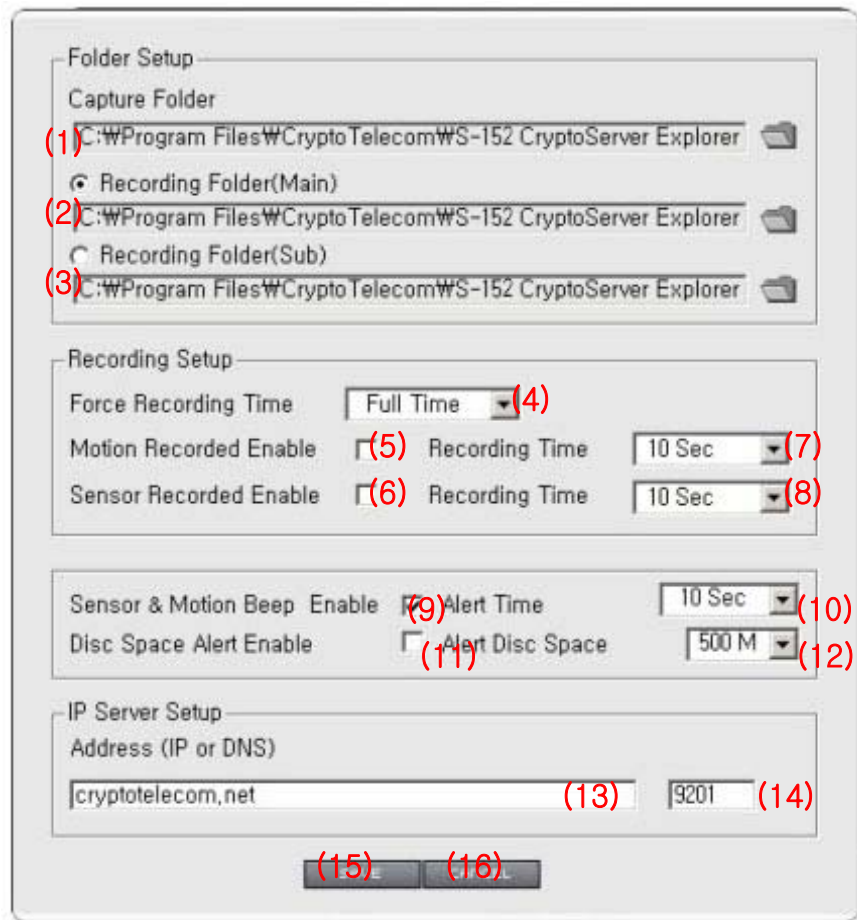 Folder Setup
Capture Folder
(1) C:₩Program Files₩CryptoTelecom₩S-152 CryptoServer Explorer
Recording Folder(Main)
(2) C:₩Program Files₩CryptoTelecom₩S-152 CryptoServer Explorer
Recording Folder(Sub)
(3) C:₩Program Files₩CryptoTelecom₩S-152 CryptoServer Explorer
Recording Setup
Force Recording Time Full Time (4)
Motion Recorded Enable (5) Recording Time 10 Sec (7)
Sensor Recorded Enable (6) Recording Time 10 Sec (8)
Sensor & Motion Beep Enable (9) Alert Time 10 Sec (10)
Disc Space Alert Enable (11) Alert Disc Space 500 M (12)
IP Server Setup
Address (IP or DNS)
cryptotelecom.net (13) 9201 (14)
(15) (16)